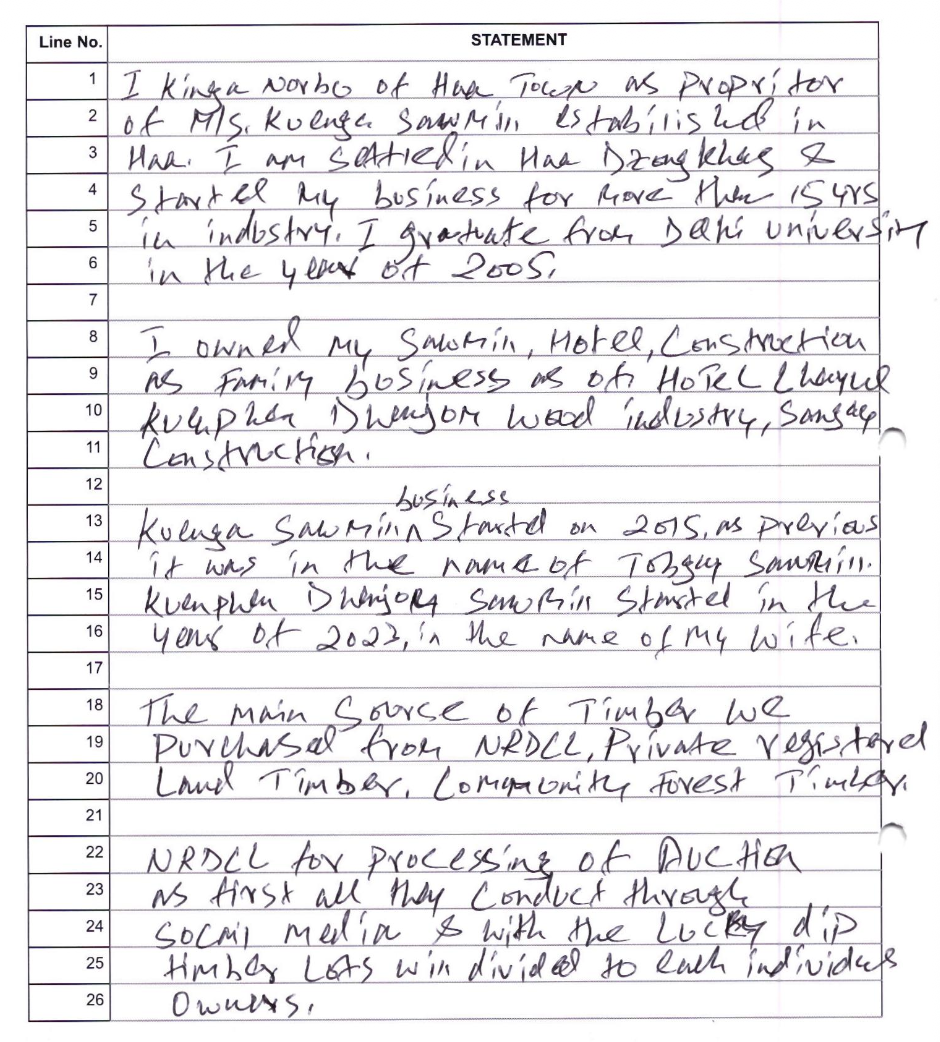 Line No. STATEMENT
1 I Kinga Norbo of Haa Town as Propritor
2 of M/S. Kuenga Sawmill Established in
3 Haa. I am settled in Haa Dzongkhag &
4 Started My business for More than 15 yrs
5 in industry. I graduate from Delhi University
6 in the year of 2005.
7
8 I owned My Sawmill, Hotel, Construction
9 as Family business as of Hotel Lhayul
10 Kuenphen Dhenjor Wood industry, Sangay
11 Construction.
12 business
13 Kuenga Sawmill ^ Started on 2015, as previous
14 it was in the name of Tobgay Sawmill.
15 Kuenphen Dhenjor Sawmill Started in the
16 year of 2023, in the name of My Wife.
17
18 The main Sourse of Timber We
19 Purchased from NRDCL, Private registered
20 Land Timber, Community Forest Timber.
21
22 NRDCL for processing of Auction
23 as first all they Conduct through
24 Social media & with the Lucky dip
25 timber Lots will divided to each individual
26 Owners.